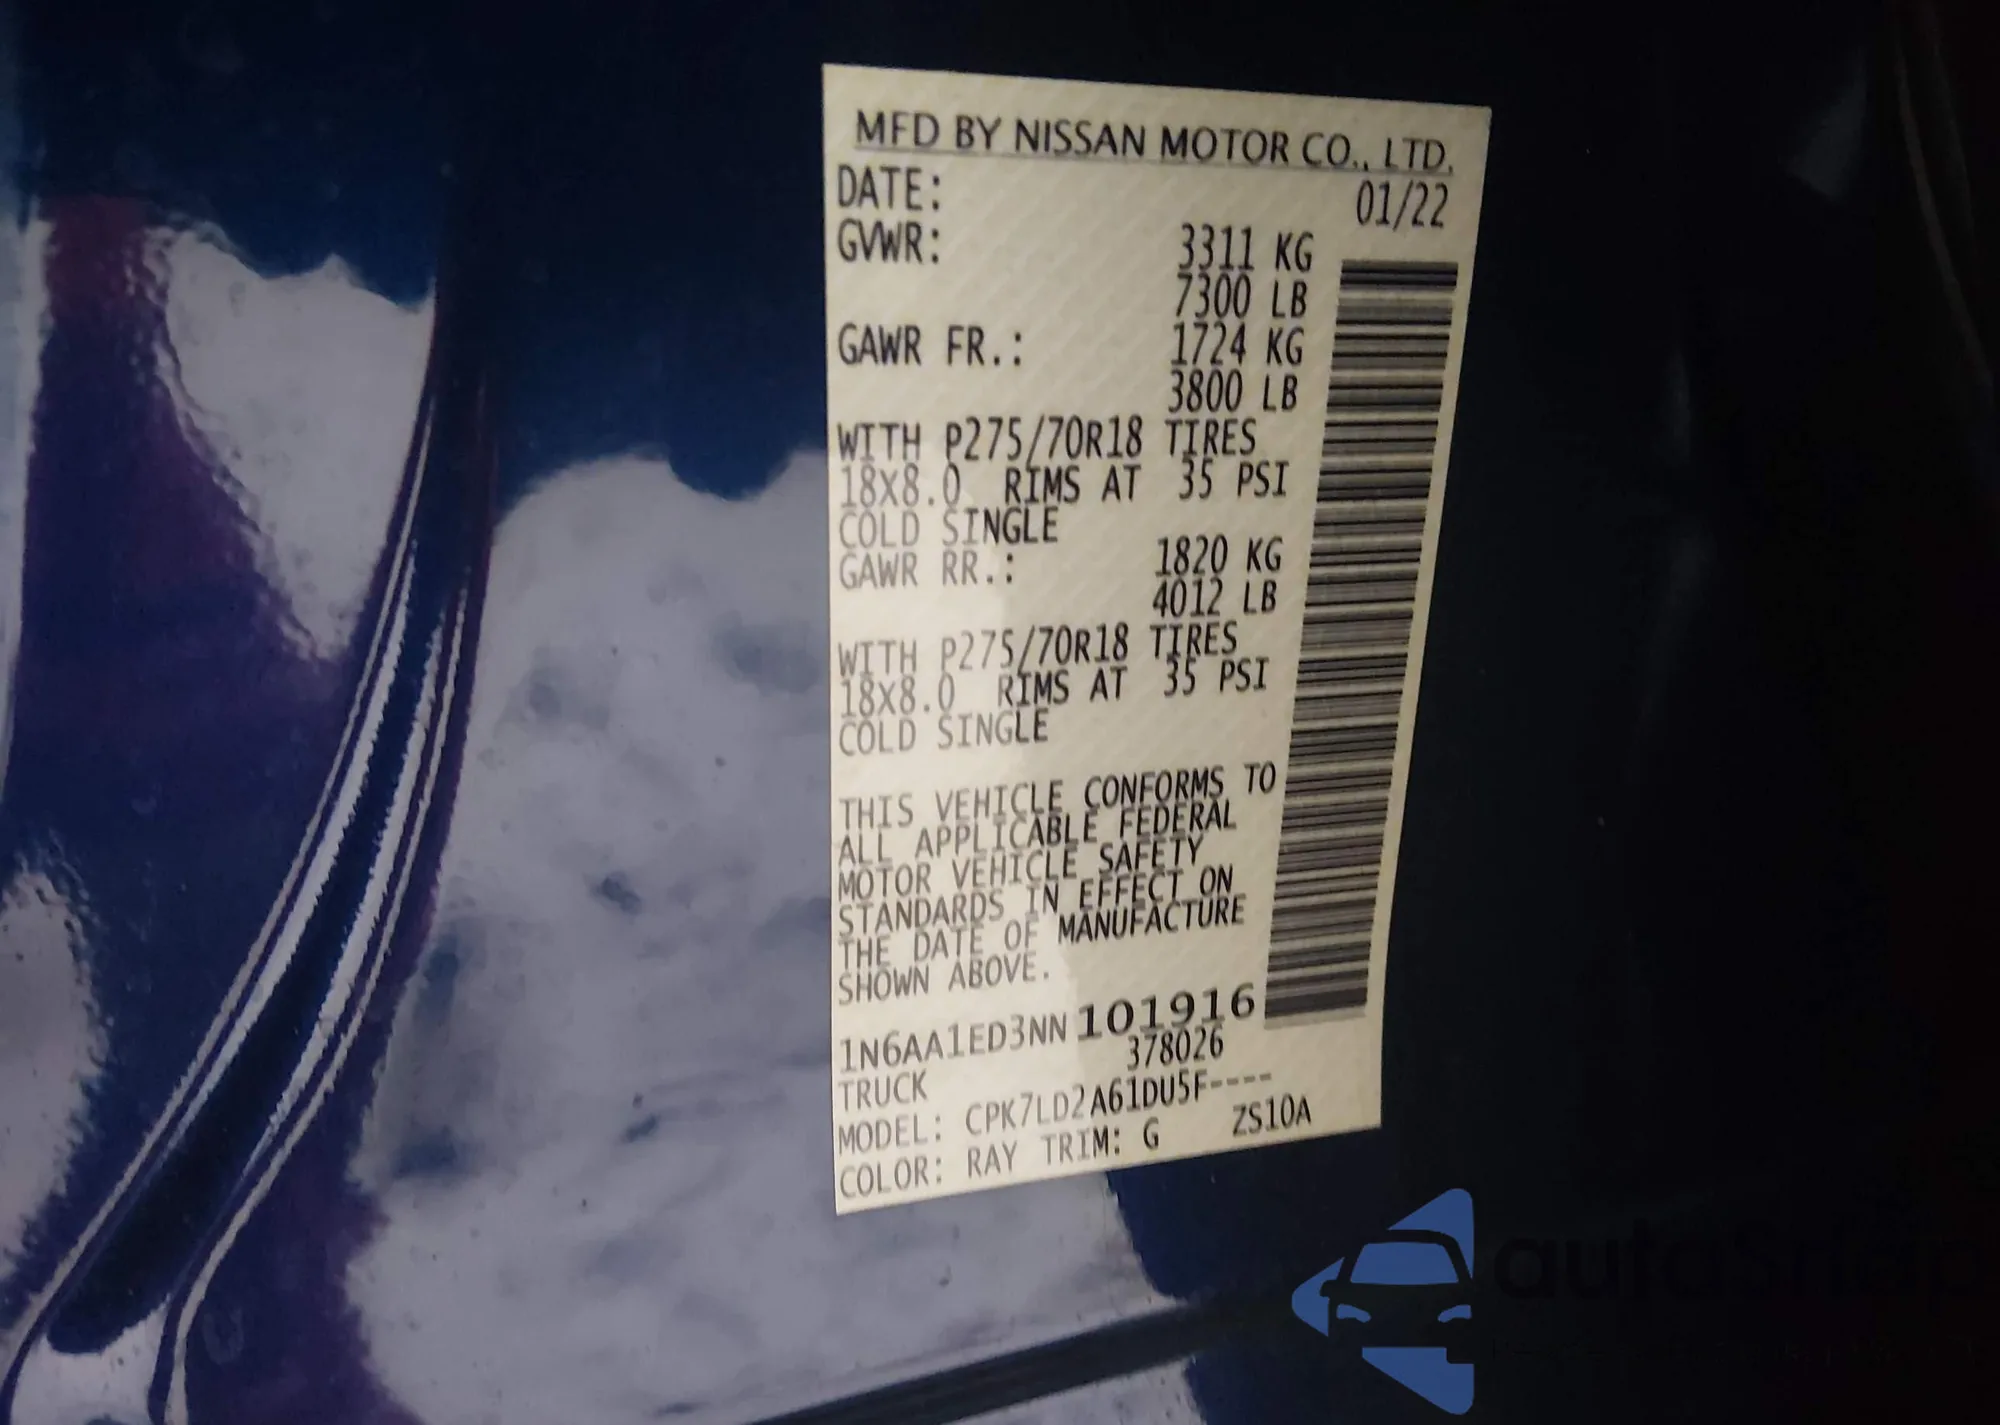 MFD BY NISSAN MOTOR CO., LTD.
DATE: 01/22
GVWR: 3311 KG
7300 LB
GAWR FR.: 1724 KG
3800 LB
WITH P275/70R18 TIRES
18X8.0 RIMS AT 35 PSI
COLD SINGLE
GAWR RR.: 1820 KG
4012 LB
WITH P275/70R18 TIRES
18X8.0 RIMS AT 35 PSI
COLD SINGLE
THIS VEHICLE CONFORMS TO
ALL APPLICABLE FEDERAL
MOTOR VEHICLE SAFETY
STANDARDS IN EFFECT ON
THE DATE OF MANUFACTURE
SHOWN ABOVE.
1N6AA1ED3NN101916
378026
TRUCK
MODEL: CPK7LD2A61DU5F----
COLOR: RAY TRIM: G ZS10A